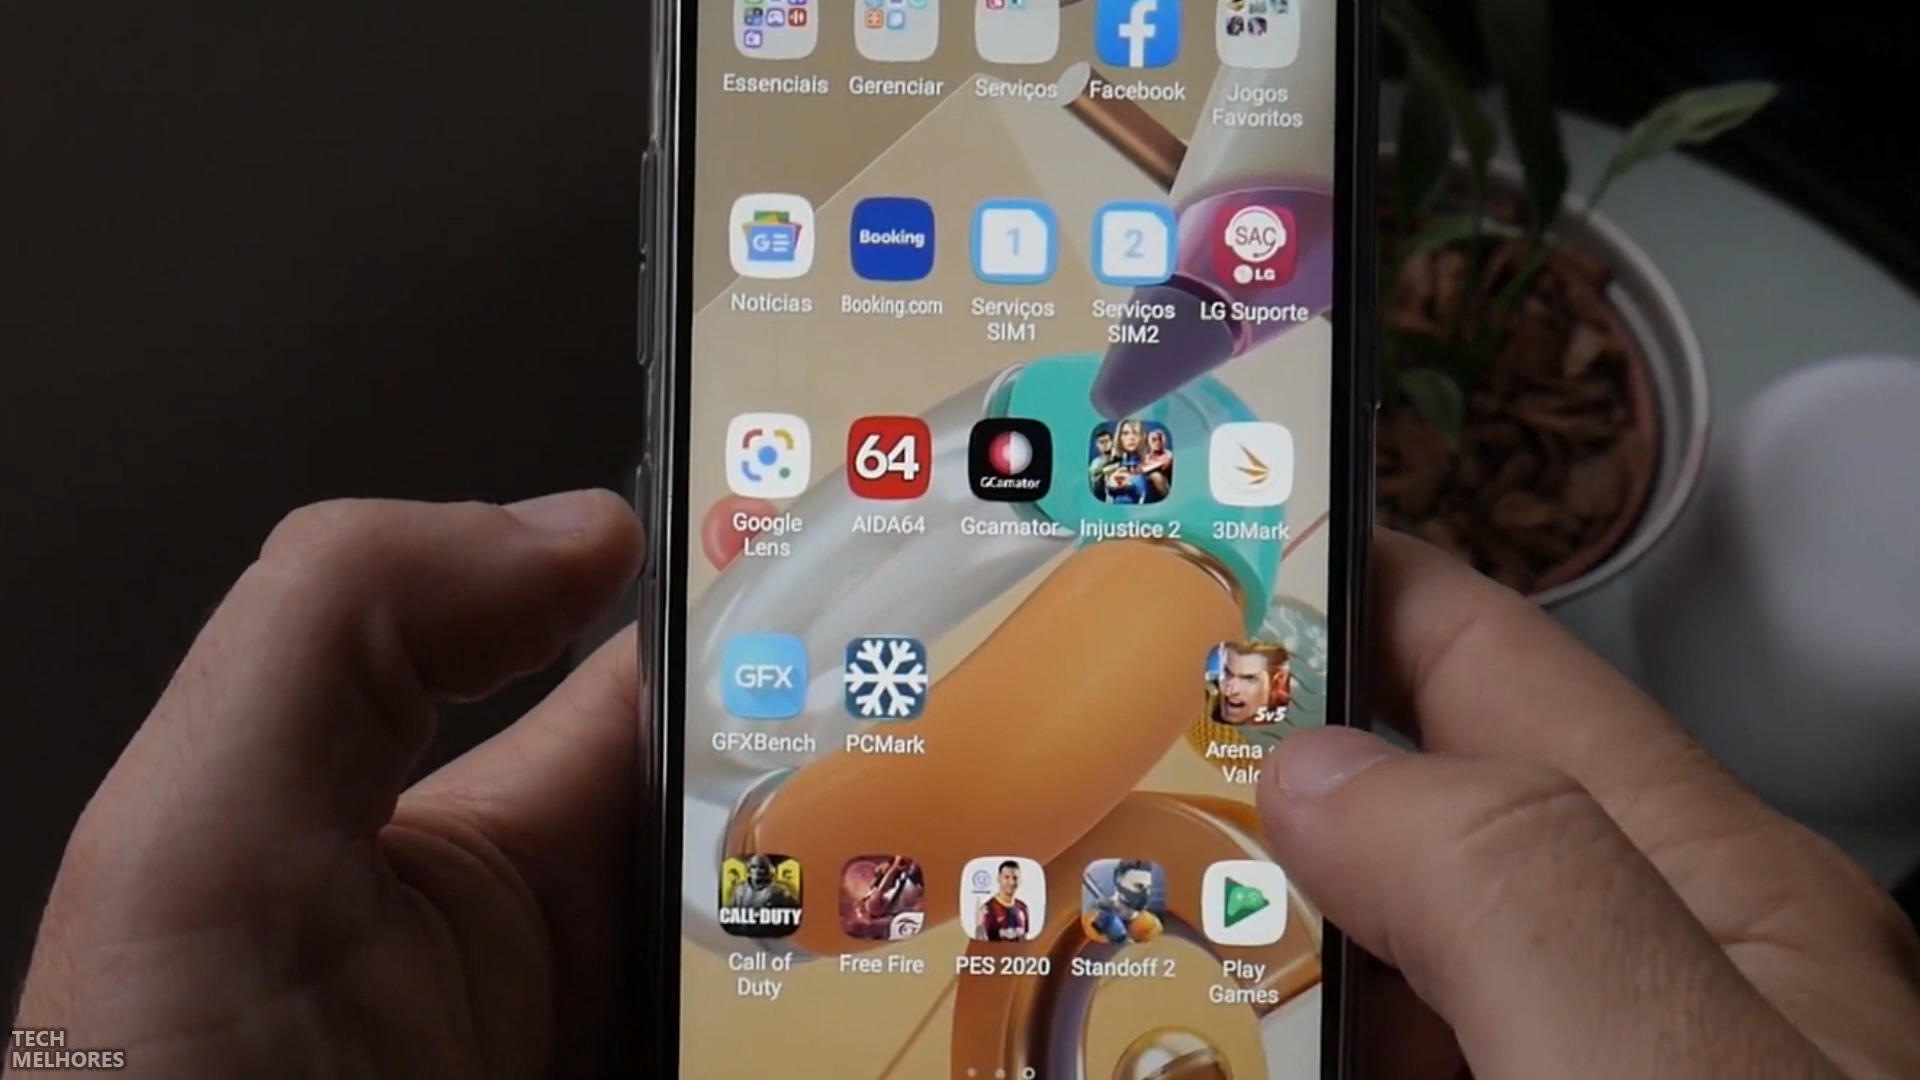 Essenciais
Gerenciar
Serviços
Facebook
Jogos
Favoritos
GE
Booking
1
2
SAC
LG
Notícias
Booking.com
Serviços
SIM1
Serviços
SIM2
LG Suporte
64
GCamator
Google
Lens
AIDA64
Gcamator
Injustice 2
3DMark
GFX
5v5
GFXBench
PCMark
Arena
CALL OF DUTY
Call of
Duty
Free Fire
PES 2020
Standoff 2
Play
Games
TECH
MELHORES